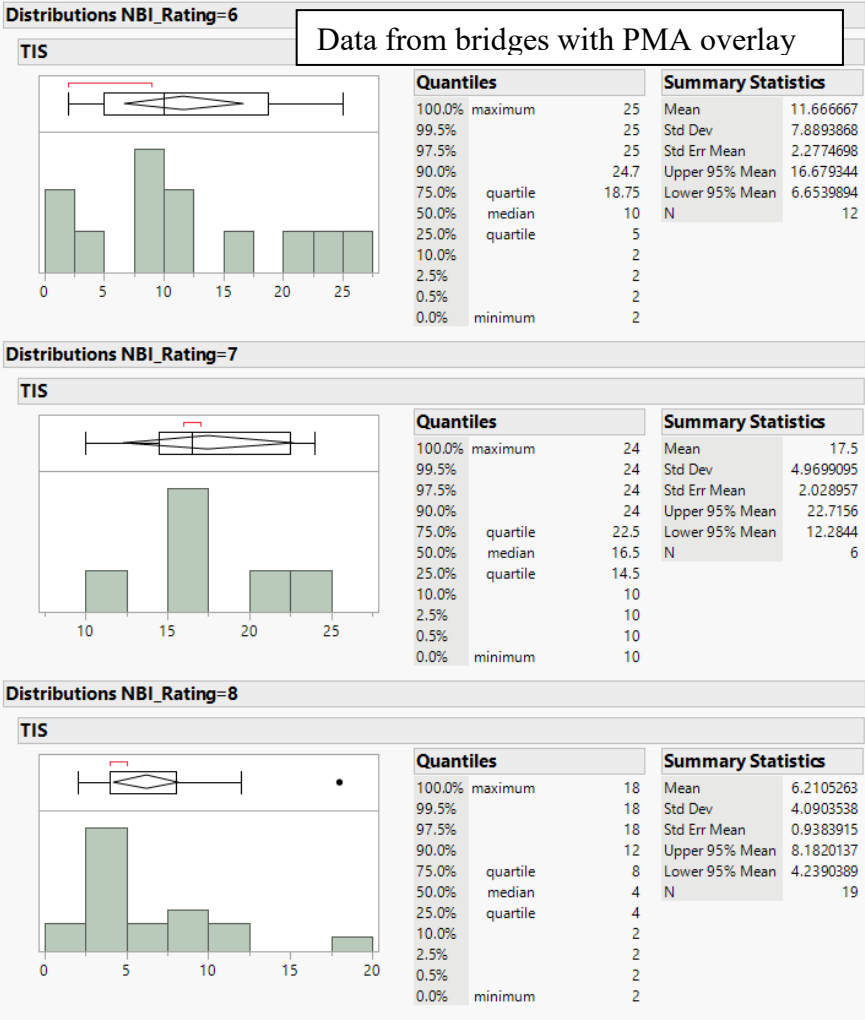 Distributions NBI_Rating=6
Data from bridges with PMA overlay
TIS
Quantiles
100.0% maximum 25
99.5% 25
97.5% 25
90.0% 24.7
75.0% quartile 18.75
50.0% median 10
25.0% quartile 5
10.0% 2
2.5% 2
0.5% 2
0.0% minimum 2
Summary Statistics
Mean 11.666667
Std Dev 7.8893868
Std Err Mean 2.2774698
Upper 95% Mean 16.679344
Lower 95% Mean 6.6539894
N 12
0 5 10 15 20 25
Distributions NBI_Rating=7
TIS
Quantiles
100.0% maximum 24
99.5% 24
97.5% 24
90.0% 24
75.0% quartile 22.5
50.0% median 16.5
25.0% quartile 14.5
10.0% 10
2.5% 10
0.5% 10
0.0% minimum 10
Summary Statistics
Mean 17.5
Std Dev 4.9699095
Std Err Mean 2.028957
Upper 95% Mean 22.7156
Lower 95% Mean 12.2844
N 6
10 15 20 25
Distributions NBI_Rating=8
TIS
Quantiles
100.0% maximum 18
99.5% 18
97.5% 18
90.0% 12
75.0% quartile 8
50.0% median 4
25.0% quartile 4
10.0% 2
2.5% 2
0.5% 2
0.0% minimum 2
Summary Statistics
Mean 6.2105263
Std Dev 4.0903538
Std Err Mean 0.9383915
Upper 95% Mean 8.1820137
Lower 95% Mean 4.2390389
N 19
0 5 10 15 20